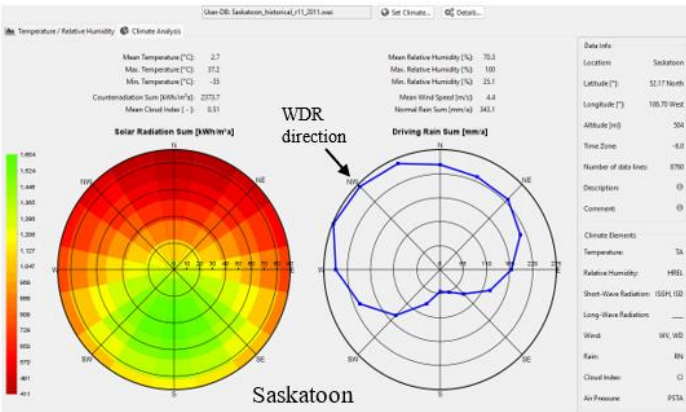 User-DB: Saskatoon_historical_r11_2011.wac
Set Climate...
Details...
Temperature / Relative Humidity
Climate Analysis
Mean Temperature [°C]: 2.7
Max. Temperature [°C]: 37.2
Min. Temperature [°C]: -35
Counterradiation Sum [kWh/m²a]: 2373.7
Mean Cloud Index [ - ]: 0.51
Mean Relative Humidity [%]: 70.3
Max. Relative Humidity [%]: 100
Min. Relative Humidity [%]: 25.1
Mean Wind Speed [m/s]: 4.4
Normal Rain Sum [mm/a]: 343.1
WDR
direction
Solar Radiation Sum [kWh/m²a]
Driving Rain Sum [mm/a]
N
NE
E
SE
S
SW
W
NW
N
NE
E
SE
S
SW
W
NW
Saskatoon
Data Info
Location: Saskatoon
Latitude [°]: 52.17 North
Longitude [°]: 106.70 West
Altitude [m]: 504
Time Zone: -6.0
Number of data lines: 8760
Description:
Comment:
Climate Elements
Temperature: TA
Relative Humidity: HREL
Short-Wave Radiation: ISGH, ISD
Long-Wave Radiation: ---
Wind: WV, WD
Rain: RN
Cloud Index: CI
Air Pressure: PSTA